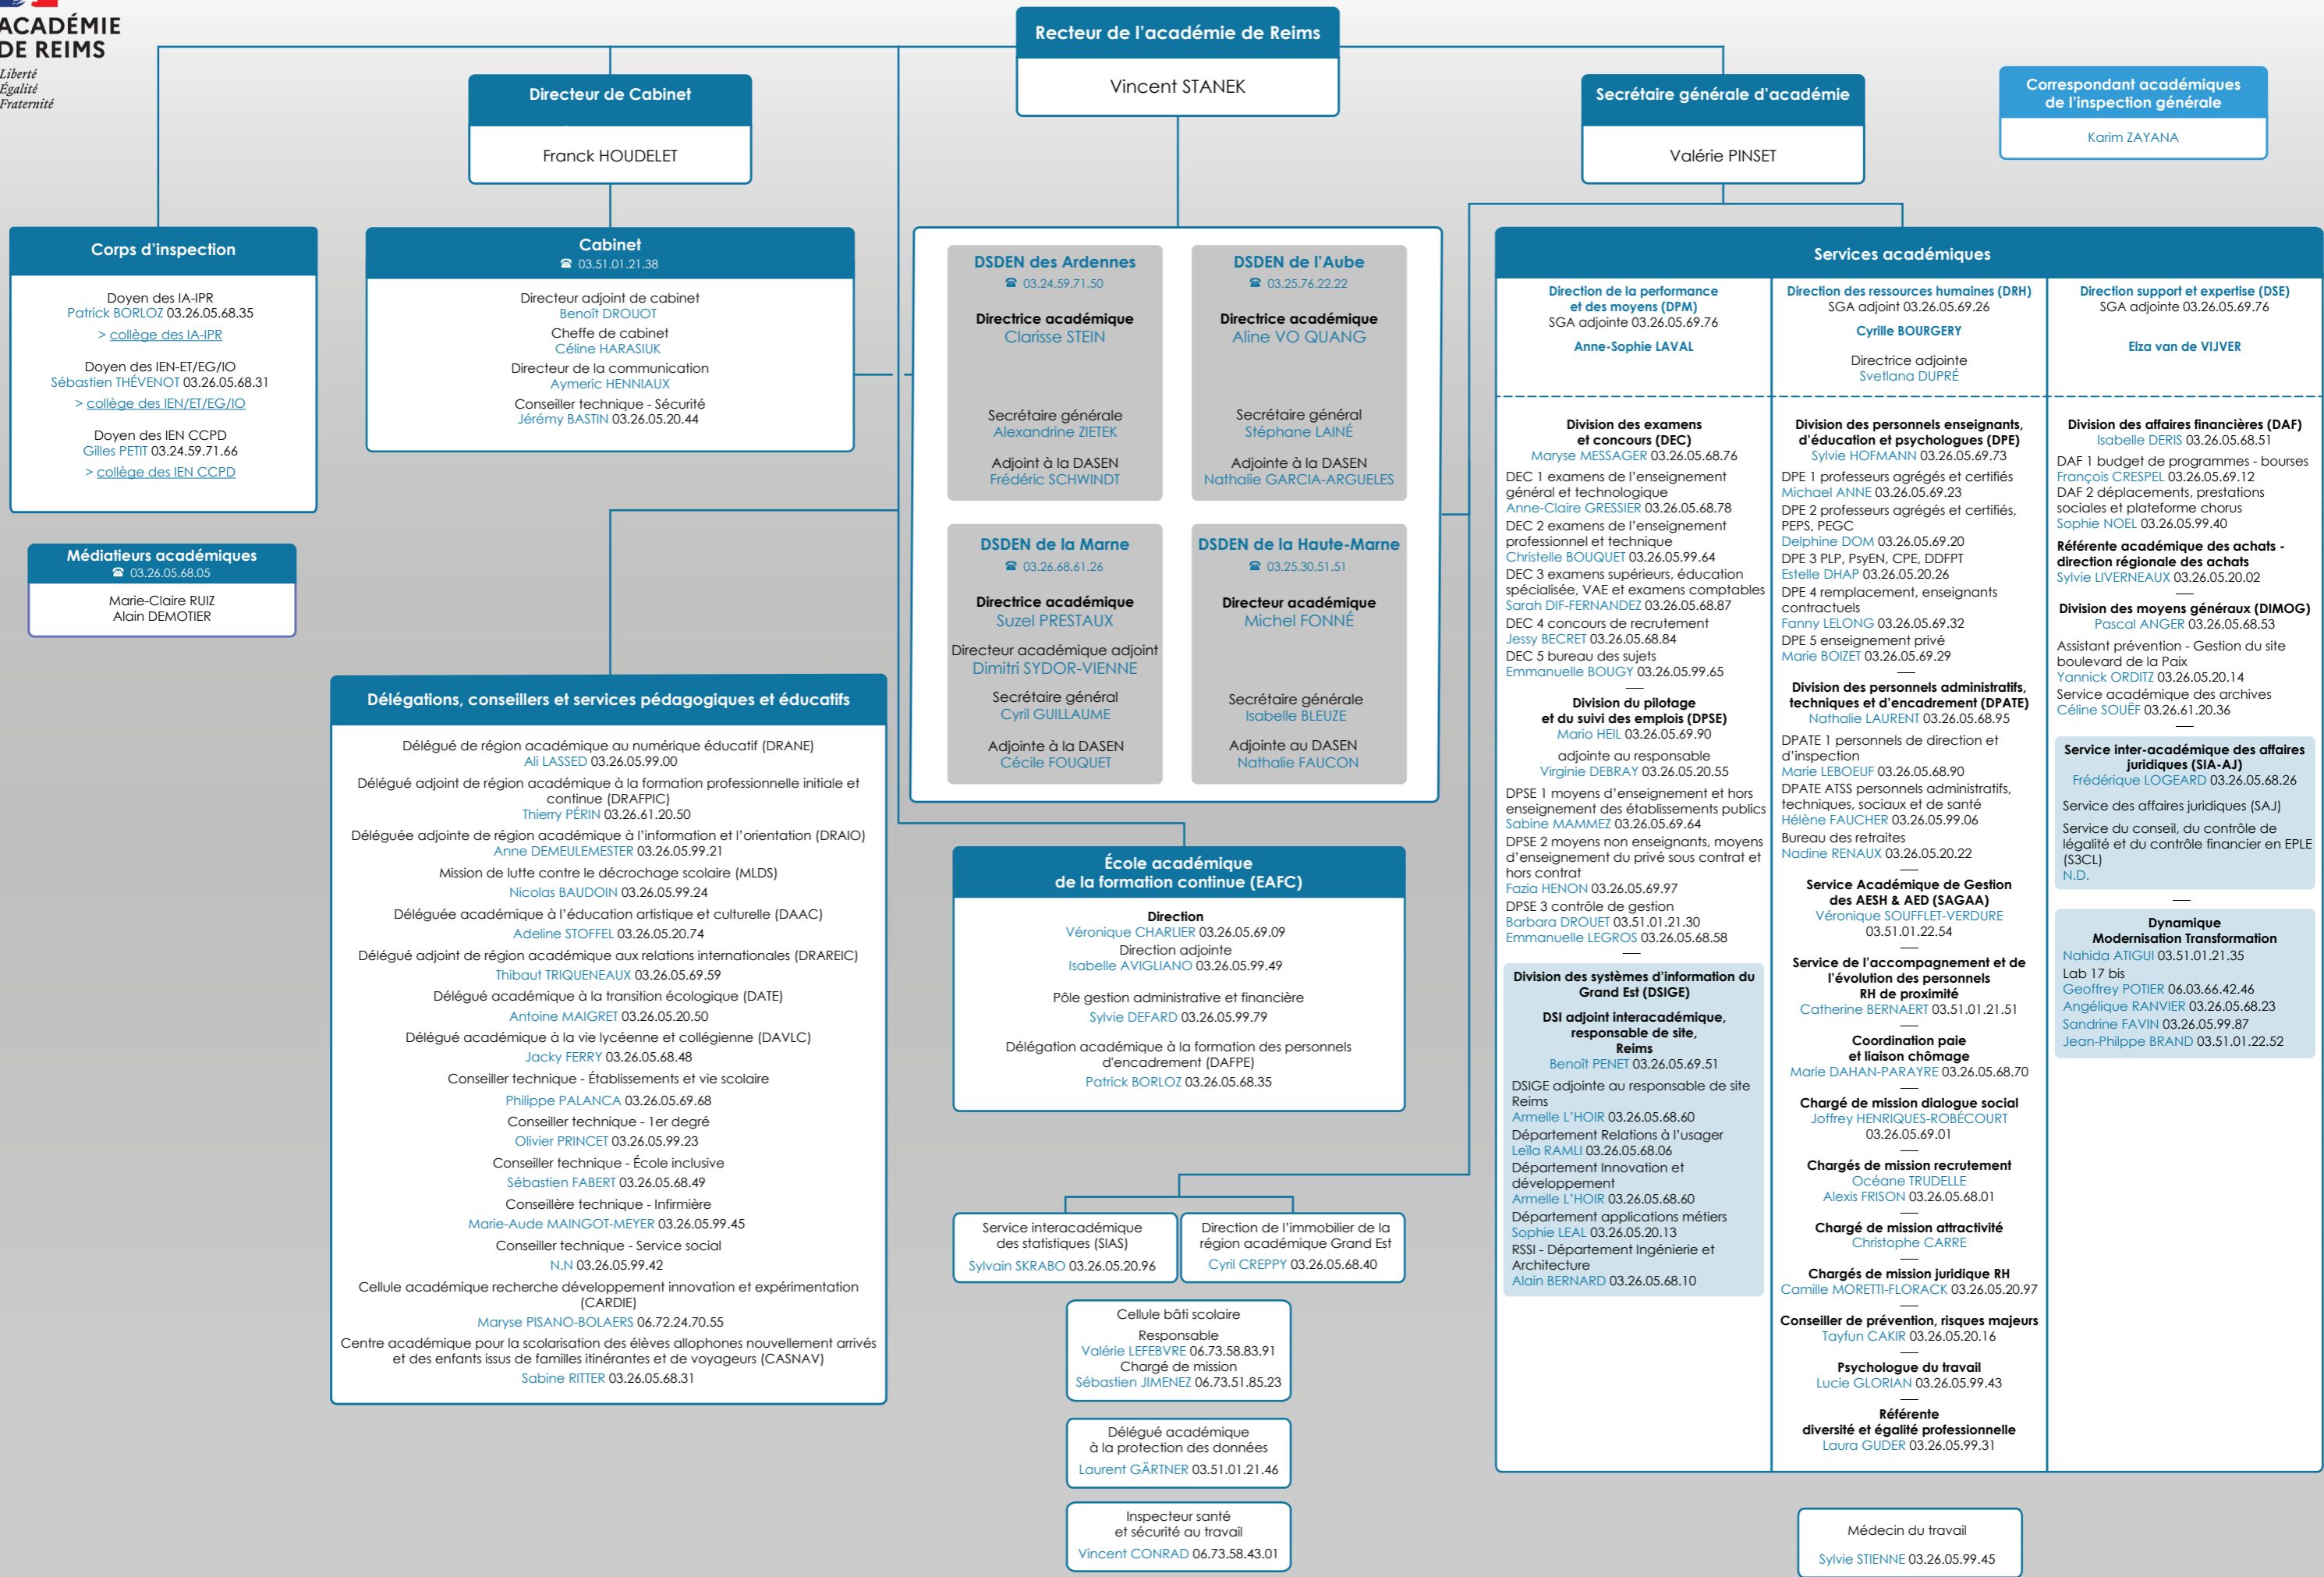 ACADÉMIE
DE REIMS
Liberté
Égalité
Fraternité
Recteur de l'académie de Reims
Vincent STANEK
Directeur de Cabinet
Franck HOUDELET
Secrétaire générale d'académie
Valérie PINSET
Correspondant académiques
de l'inspection générale
Karim ZAYANA
Corps d'inspection
Doyen des IA-IPR
Patrick BORLOZ 03.26.05.68.35
> collège des IA-IPR
Doyen des IEN-ET/EG/IO
Sébastien THÉVENOT 03.26.05.68.31
> collège des IEN/ET/EG/IO
Doyen des IEN CCPD
Gilles PETIT 03.24.59.71.66
> collège des IEN CCPD
Médiatieurs académiques
☎ 03.26.05.68.05
Marie-Claire RUIZ
Alain DEMOTIER
Cabinet
☎ 03.51.01.21.38
Directeur adjoint de cabinet
Benoît DROUOT
Cheffe de cabinet
Céline HARASIUK
Directeur de la communication
Aymeric HENNIAUX
Conseiller technique - Sécurité
Jérémy BASTIN 03.26.05.20.44
DSDEN des Ardennes
☎ 03.24.59.71.50
Directrice académique
Clarisse STEIN
Secrétaire générale
Alexandrine ZIETEK
Adjoint à la DASEN
Frédéric SCHWINDT
DSDEN de l'Aube
☎ 03.25.76.22.22
Directrice académique
Aline VO QUANG
Secrétaire général
Stéphane LAINÉ
Adjointe à la DASEN
Nathalie GARCIA-ARGUELES
DSDEN de la Marne
☎ 03.26.68.61.26
Directrice académique
Suzel PRESTAUX
Directeur académique adjoint
Dimitri SYDOR-VIENNE
Secrétaire général
Cyril GUILLAUME
Adjointe à la DASEN
Cécile FOUQUET
DSDEN de la Haute-Marne
☎ 03.25.30.51.51
Directeur académique
Michel FONNÉ
Secrétaire générale
Isabelle BLEUZE
Adjointe au DASEN
Nathalie FAUCON
Délégations, conseillers et services pédagogiques et éducatifs
Délégué de région académique au numérique éducatif (DRANE)
Ali LASSED 03.26.05.99.00
Délégué adjoint de région académique à la formation professionnelle initiale et
continue (DRAFPIC)
Thierry PÉRIN 03.26.61.20.50
Déléguée adjointe de région académique à l'information et l'orientation (DRAIO)
Anne DEMEULEMESTER 03.26.05.99.21
Mission de lutte contre le décrochage scolaire (MLDS)
Nicolas BAUDOIN 03.26.05.99.24
Déléguée académique à l'éducation artistique et culturelle (DAAC)
Adeline STOFFEL 03.26.05.20.74
Délégué adjoint de région académique aux relations internationales (DRAREIC)
Thibaut TRIQUENEAUX 03.26.05.69.59
Délégué académique à la transition écologique (DATE)
Antoine MAIGRET 03.26.05.20.50
Délégué académique à la vie lycéenne et collégienne (DAVLC)
Jacky FERRY 03.26.05.68.48
Conseiller technique - Établissements et vie scolaire
Philippe PALANCA 03.26.05.69.68
Conseiller technique - 1er degré
Olivier PRINCET 03.26.05.99.23
Conseiller technique - École inclusive
Sébastien FABERT 03.26.05.68.49
Conseillère technique - Infirmière
Marie-Aude MAINGOT-MEYER 03.26.05.99.45
Conseiller technique - Service social
N.N 03.26.05.99.42
Cellule académique recherche développement innovation et expérimentation
(CARDIE)
Maryse PISANO-BOLAERS 06.72.24.70.55
Centre académique pour la scolarisation des élèves allophones nouvellement arrivés
et des enfants issus de familles itinérantes et de voyageurs (CASNAV)
Sabine RITTER 03.26.05.68.31
École académique
de la formation continue (EAFC)
Direction
Véronique CHARLIER 03.26.05.69.09
Direction adjointe
Isabelle AVIGLIANO 03.26.05.99.49
Pôle gestion administrative et financière
Sylvie DEFARD 03.26.05.99.79
Délégation académique à la formation des personnels
d'encadrement (DAFPE)
Patrick BORLOZ 03.26.05.68.35
Service interacadémique
des statistiques (SIAS)
Sylvain SKRABO 03.26.05.20.96
Direction de l'immobilier de la
région académique Grand Est
Cyril CREPPY 03.26.05.68.40
Cellule bâti scolaire
Responsable
Valérie LEFEBVRE 06.73.58.83.91
Chargé de mission
Sébastien JIMENEZ 06.73.51.85.23
Délégué académique
à la protection des données
Laurent GÄRTNER 03.51.01.21.46
Inspecteur santé
et sécurité au travail
Vincent CONRAD 06.73.58.43.01
Services académiques
Direction de la performance
et des moyens (DPM)
SGA adjointe 03.26.05.69.76
Anne-Sophie LAVAL
Division des examens
et concours (DEC)
Maryse MESSAGER 03.26.05.68.76
DEC 1 examens de l'enseignement
général et technologique
Anne-Claire GRESSIER 03.26.05.68.78
DEC 2 examens de l'enseignement
professionnel et technique
Christelle BOUQUET 03.26.05.99.64
DEC 3 examens supérieurs, éducation
spécialisée, VAE et examens comptables
Sarah DIF-FERNANDEZ 03.26.05.68.87
DEC 4 concours de recrutement
Jessy BECRET 03.26.05.68.84
DEC 5 bureau des sujets
Emmanuelle BOUGY 03.26.05.99.65
Division du pilotage
et du suivi des emplois (DPSE)
Mario HEIL 03.26.05.69.90
adjointe au responsable
Virginie DEBRAY 03.26.05.20.55
DPSE 1 moyens d'enseignement et hors
enseignement des établissements publics
Sabine MAMMEZ 03.26.05.69.64
DPSE 2 moyens non enseignants, moyens
d'enseignement du privé sous contrat et
hors contrat
Fazia HENON 03.26.05.69.97
DPSE 3 contrôle de gestion
Barbara DROUET 03.51.01.21.30
Emmanuelle LEGROS 03.26.05.68.58
Division des systèmes d'information du
Grand Est (DSIGE)
DSI adjoint interacadémique,
responsable de site,
Reims
Benoît PENET 03.26.05.69.51
DSIGE adjointe au responsable de site
Reims
Armelle L'HOIR 03.26.05.68.60
Département Relations à l'usager
Leïla RAMLI 03.26.05.68.06
Département Innovation et
développement
Armelle L'HOIR 03.26.05.68.60
Département applications métiers
Sophie LEAL 03.26.05.20.13
RSSI - Département Ingénierie et
Architecture
Alain BERNARD 03.26.05.68.10
Direction des ressources humaines (DRH)
SGA adjoint 03.26.05.69.26
Cyrille BOURGERY
Directrice adjointe
Svetlana DUPRÉ
Division des personnels enseignants,
d'éducation et psychologues (DPE)
Sylvie HOFMANN 03.26.05.69.73
DPE 1 professeurs agrégés et certifiés
Michael ANNE 03.26.05.69.23
DPE 2 professeurs agrégés et certifiés,
PEPS, PEGC
Delphine DOM 03.26.05.69.20
DPE 3 PLP, PsyEN, CPE, DDFPT
Estelle DHAP 03.26.05.20.26
DPE 4 remplacement, enseignants
contractuels
Fanny LELONG 03.26.05.69.32
DPE 5 enseignement privé
Marie BOIZET 03.26.05.69.29
Division des personnels administratifs,
techniques et d'encadrement (DPATE)
Nathalie LAURENT 03.26.05.68.95
DPATE 1 personnels de direction et
d'inspection
Marie LEBOEUF 03.26.05.68.90
DPATE ATSS personnels administratifs,
techniques, sociaux et de santé
Hélène FAUCHER 03.26.05.99.06
Bureau des retraites
Nadine RENAUX 03.26.05.20.22
Service Académique de Gestion
des AESH & AED (SAGAA)
Véronique SOUFFLET-VERDURE
03.51.01.22.54
Service de l'accompagnement et de
l'évolution des personnels
RH de proximité
Catherine BERNAERT 03.51.01.21.51
Coordination paie
et liaison chômage
Marie DAHAN-PARAYRE 03.26.05.68.70
Chargé de mission dialogue social
Joffrey HENRIQUES-ROBÉCOURT
03.26.05.69.01
Chargés de mission recrutement
Océane TRUDELLE
Alexis FRISON 03.26.05.68.01
Chargé de mission attractivité
Christophe CARRE
Chargés de mission juridique RH
Camille MORETTI-FLORACK 03.26.05.20.97
Conseiller de prévention, risques majeurs
Tayfun CAKIR 03.26.05.20.16
Psychologue du travail
Lucie GLORIAN 03.26.05.99.43
Référente
diversité et égalité professionnelle
Laura GUDER 03.26.05.99.31
Direction support et expertise (DSE)
SGA adjointe 03.26.05.69.76
Elza van de VIJVER
Division des affaires financières (DAF)
Isabelle DERIS 03.26.05.68.51
DAF 1 budget de programmes - bourses
François CRESPEL 03.26.05.69.12
DAF 2 déplacements, prestations
sociales et plateforme chorus
Sophie NOEL 03.26.05.99.40
Référente académique des achats -
direction régionale des achats
Sylvie LIVERNEAUX 03.26.05.20.02
Division des moyens généraux (DIMOG)
Pascal ANGER 03.26.05.68.53
Assistant prévention - Gestion du site
boulevard de la Paix
Yannick ORDITZ 03.26.05.20.14
Service académique des archives
Céline SOUËF 03.26.61.20.36
Service inter-académique des affaires
juridiques (SIA-AJ)
Frédérique LOGEARD 03.26.05.68.26
Service des affaires juridiques (SAJ)
Service du conseil, du contrôle de
légalité et du contrôle financier en EPLE
(S3CL)
N.D.
Dynamique
Modernisation Transformation
Nahida ATIGUI 03.51.01.21.35
Lab 17 bis
Geoffrey POTIER 06.03.66.42.46
Angélique RANVIER 03.26.05.68.23
Sandrine FAVIN 03.26.05.99.87
Jean-Philppe BRAND 03.51.01.22.52
Médecin du travail
Sylvie STIENNE 03.26.05.99.45